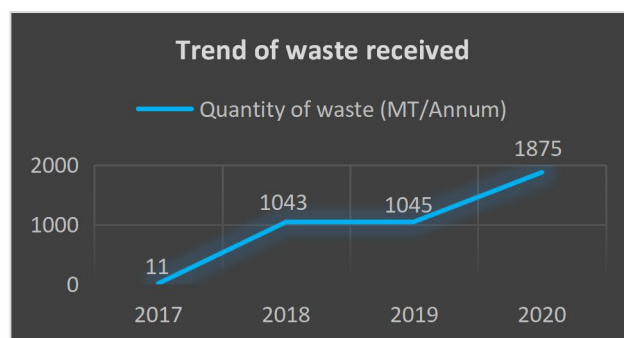 Trend of waste received
Quantity of waste (MT/Annum)
1875
2000
1043
1045
1000
11
0
2017 2018 2019 2020